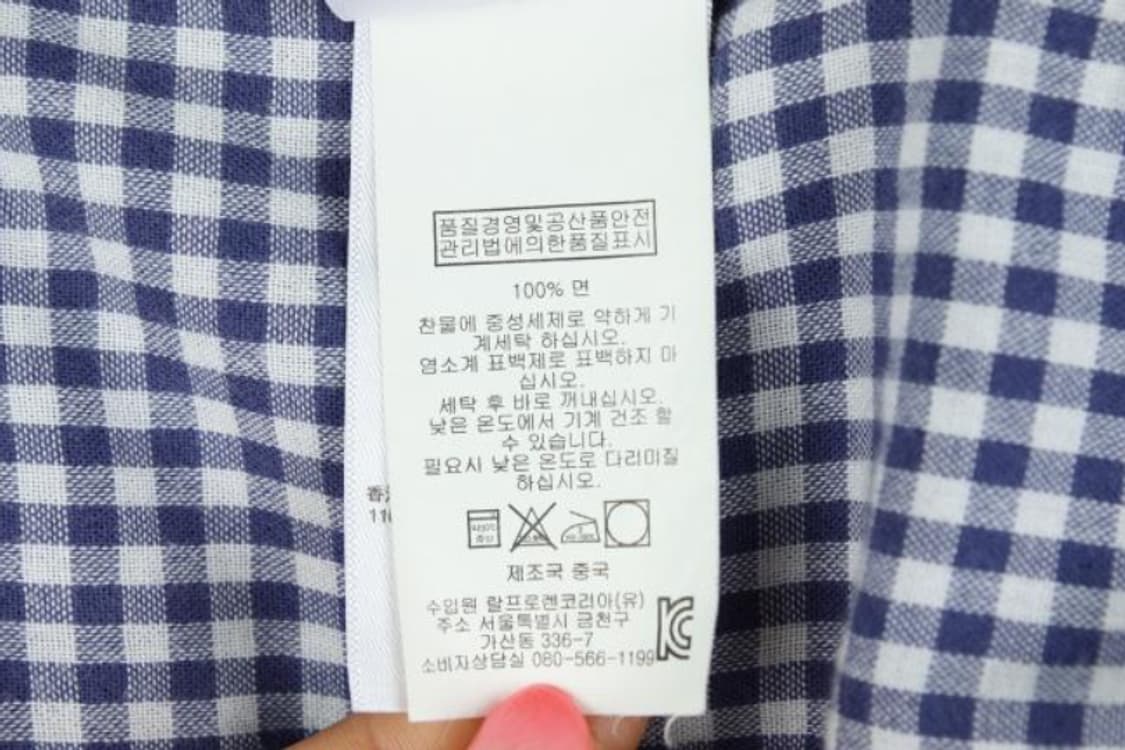 품질경영및공산품안전
관리법에의한품질표시
100% 면
찬물에 중성세제로 약하게 기
계세탁 하십시오.
염소계 표백제로 표백하지 마
십시오.
세탁 후 바로 꺼내십시오.
낮은 온도에서 기계 건조 할
수 있습니다.
필요시 낮은 온도로 다리미질
하십시오.
제조국 중국
수입원 랄프로렌코리아(유)
주소 서울특별시 금천구
가산동 336-7
소비자상담실 080-566-1199